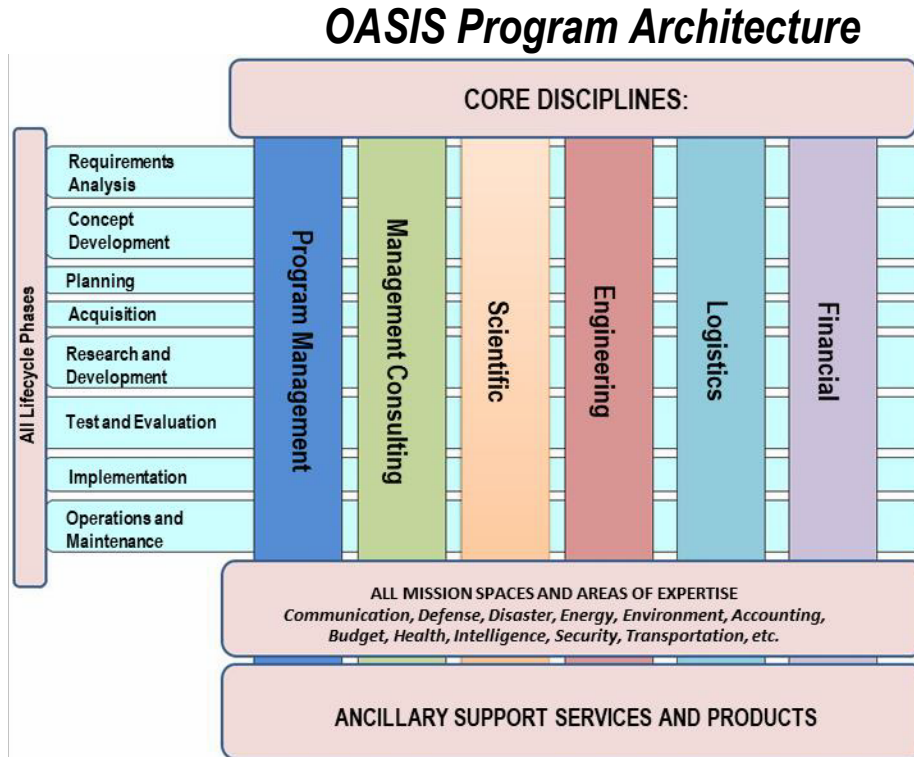 OASIS Program Architecture
CORE DISCIPLINES:
All Lifecycle Phases
Requirements
Analysis
Concept
Development
Planning
Acquisition
Research and
Development
Test and Evaluation
Implementation
Operations and
Maintenance
Program Management
Management Consulting
Scientific
Engineering
Logistics
Financial
ALL MISSION SPACES AND AREAS OF EXPERTISE
Communication, Defense, Disaster, Energy, Environment, Accounting,
Budget, Health, Intelligence, Security, Transportation, etc.
ANCILLARY SUPPORT SERVICES AND PRODUCTS